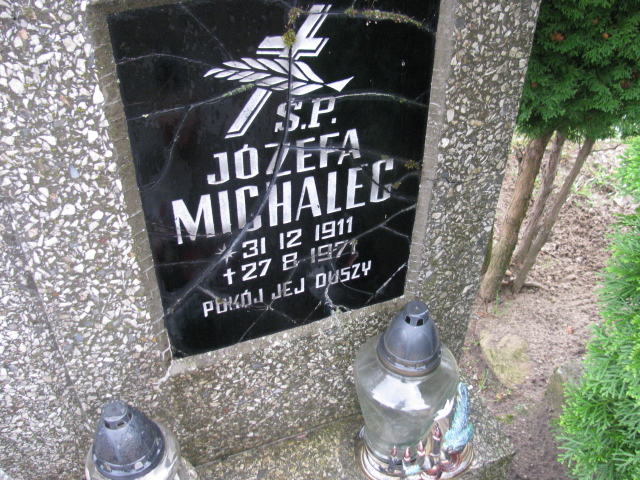 Ś.P.
JÓZEFA
MICHALEC
* 31 12 1911
† 27 8 1971
POKÓJ JEJ DUSZY